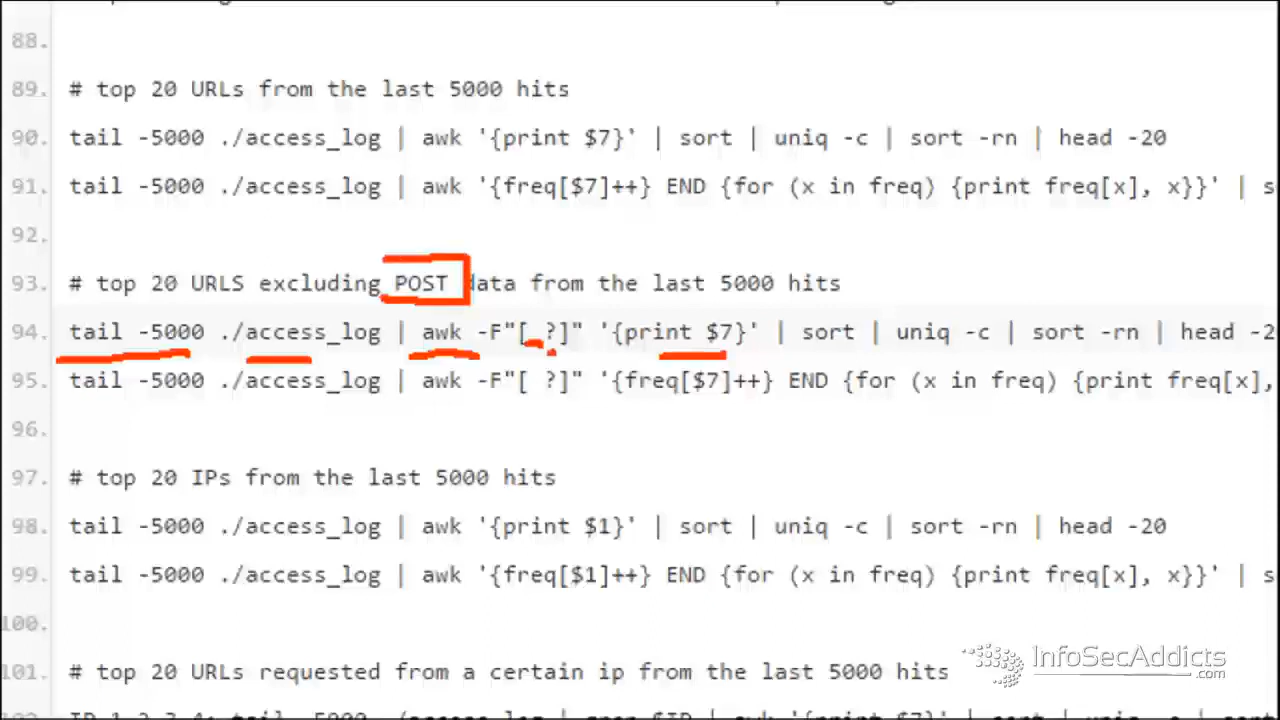 88.
89. # top 20 URLs from the last 5000 hits
90. tail -5000 ./access_log | awk '{print $7}' | sort | uniq -c | sort -rn | head -20
91. tail -5000 ./access_log | awk '{freq[$7]++} END {for (x in freq) {print freq[x], x}}' | s
92.
93. # top 20 URLS excluding POST data from the last 5000 hits
94. tail -5000 ./access_log | awk -F"[ ?]" '{print $7}' | sort | uniq -c | sort -rn | head -2
95. tail -5000 ./access_log | awk -F"[ ?]" '{freq[$7]++} END {for (x in freq) {print freq[x],
96.
97. # top 20 IPs from the last 5000 hits
98. tail -5000 ./access_log | awk '{print $1}' | sort | uniq -c | sort -rn | head -20
99. tail -5000 ./access_log | awk '{freq[$1]++} END {for (x in freq) {print freq[x], x}}' | s
100.
101. # top 20 URLs requested from a certain ip from the last 5000 hits
InfoSecAddicts
.com